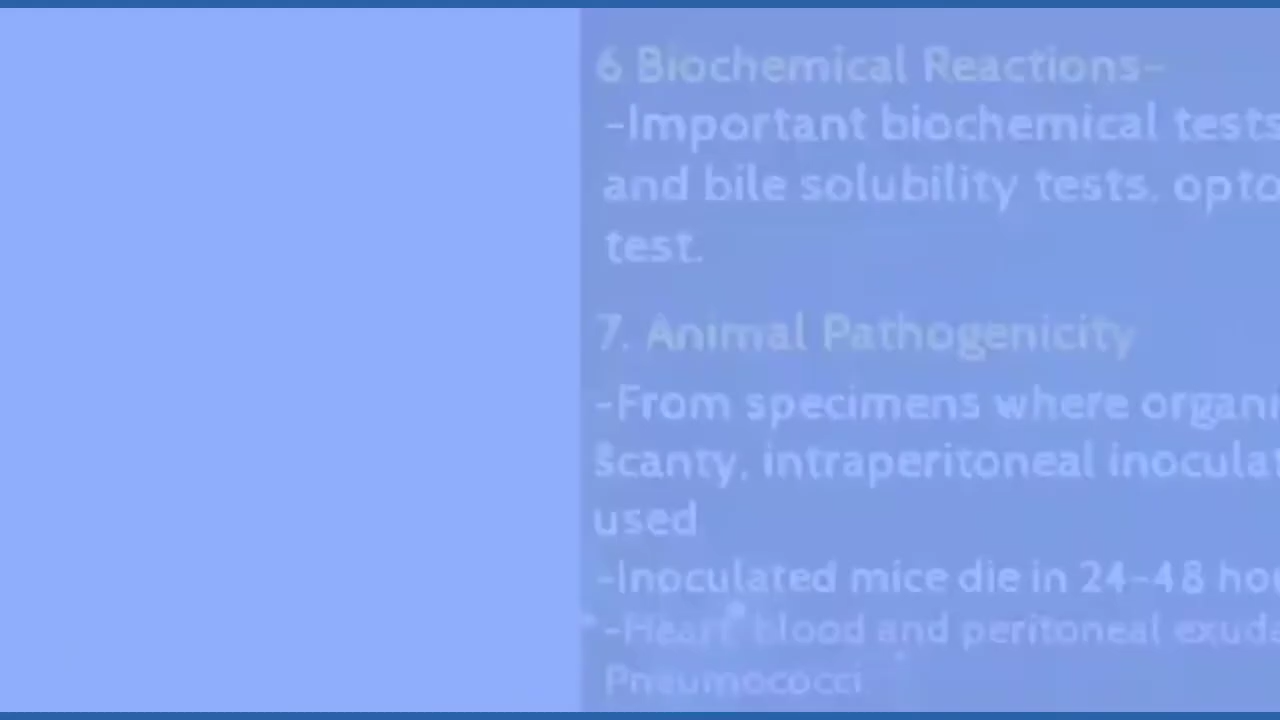 6 Biochemical Reactions-
-Important biochemical tests
and bile solubility tests, opto
test.
7. Animal Pathogenicity
-From specimens where organi
Scanty, intraperitoneal inoculat
used
-Inoculated mice die in 24-48 hou
-Heart blood and peritoneal exuda
Pneumococci